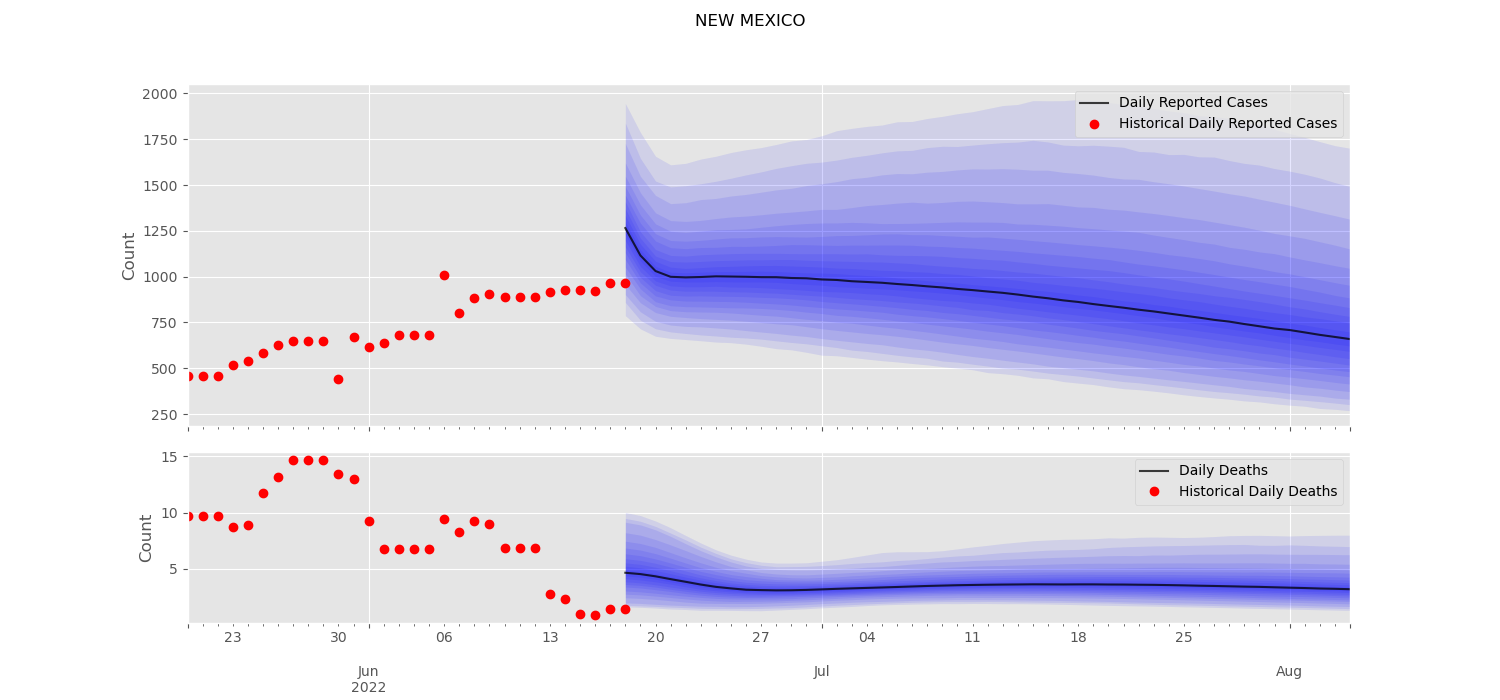 NEW MEXICO
2000
1750
1500
1250
1000
750
500
250
Count
Daily Reported Cases
Historical Daily Reported Cases
15
10
5
Count
Daily Deaths
Historical Daily Deaths
23 30 06 13 20 27 04 11 18 25
Jun Jul Aug
2022